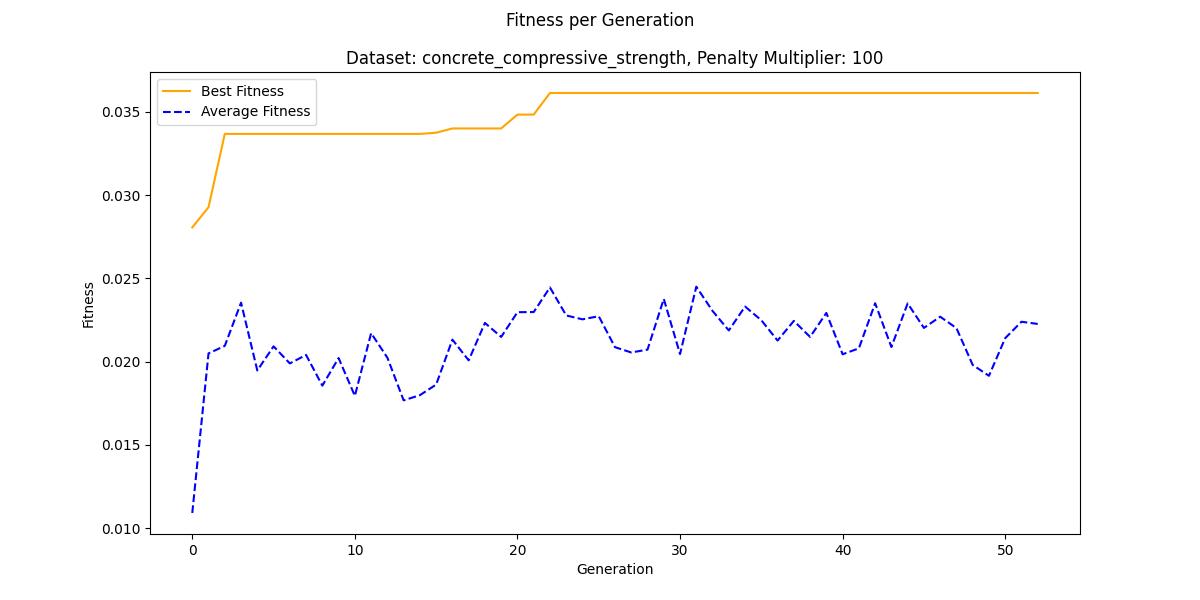 Fitness per Generation
Dataset: concrete_compressive_strength, Penalty Multiplier: 100
Best Fitness
Average Fitness
0.035
0.030
0.025
0.020
0.015
0.010
Fitness
0 10 20 30 40 50
Generation